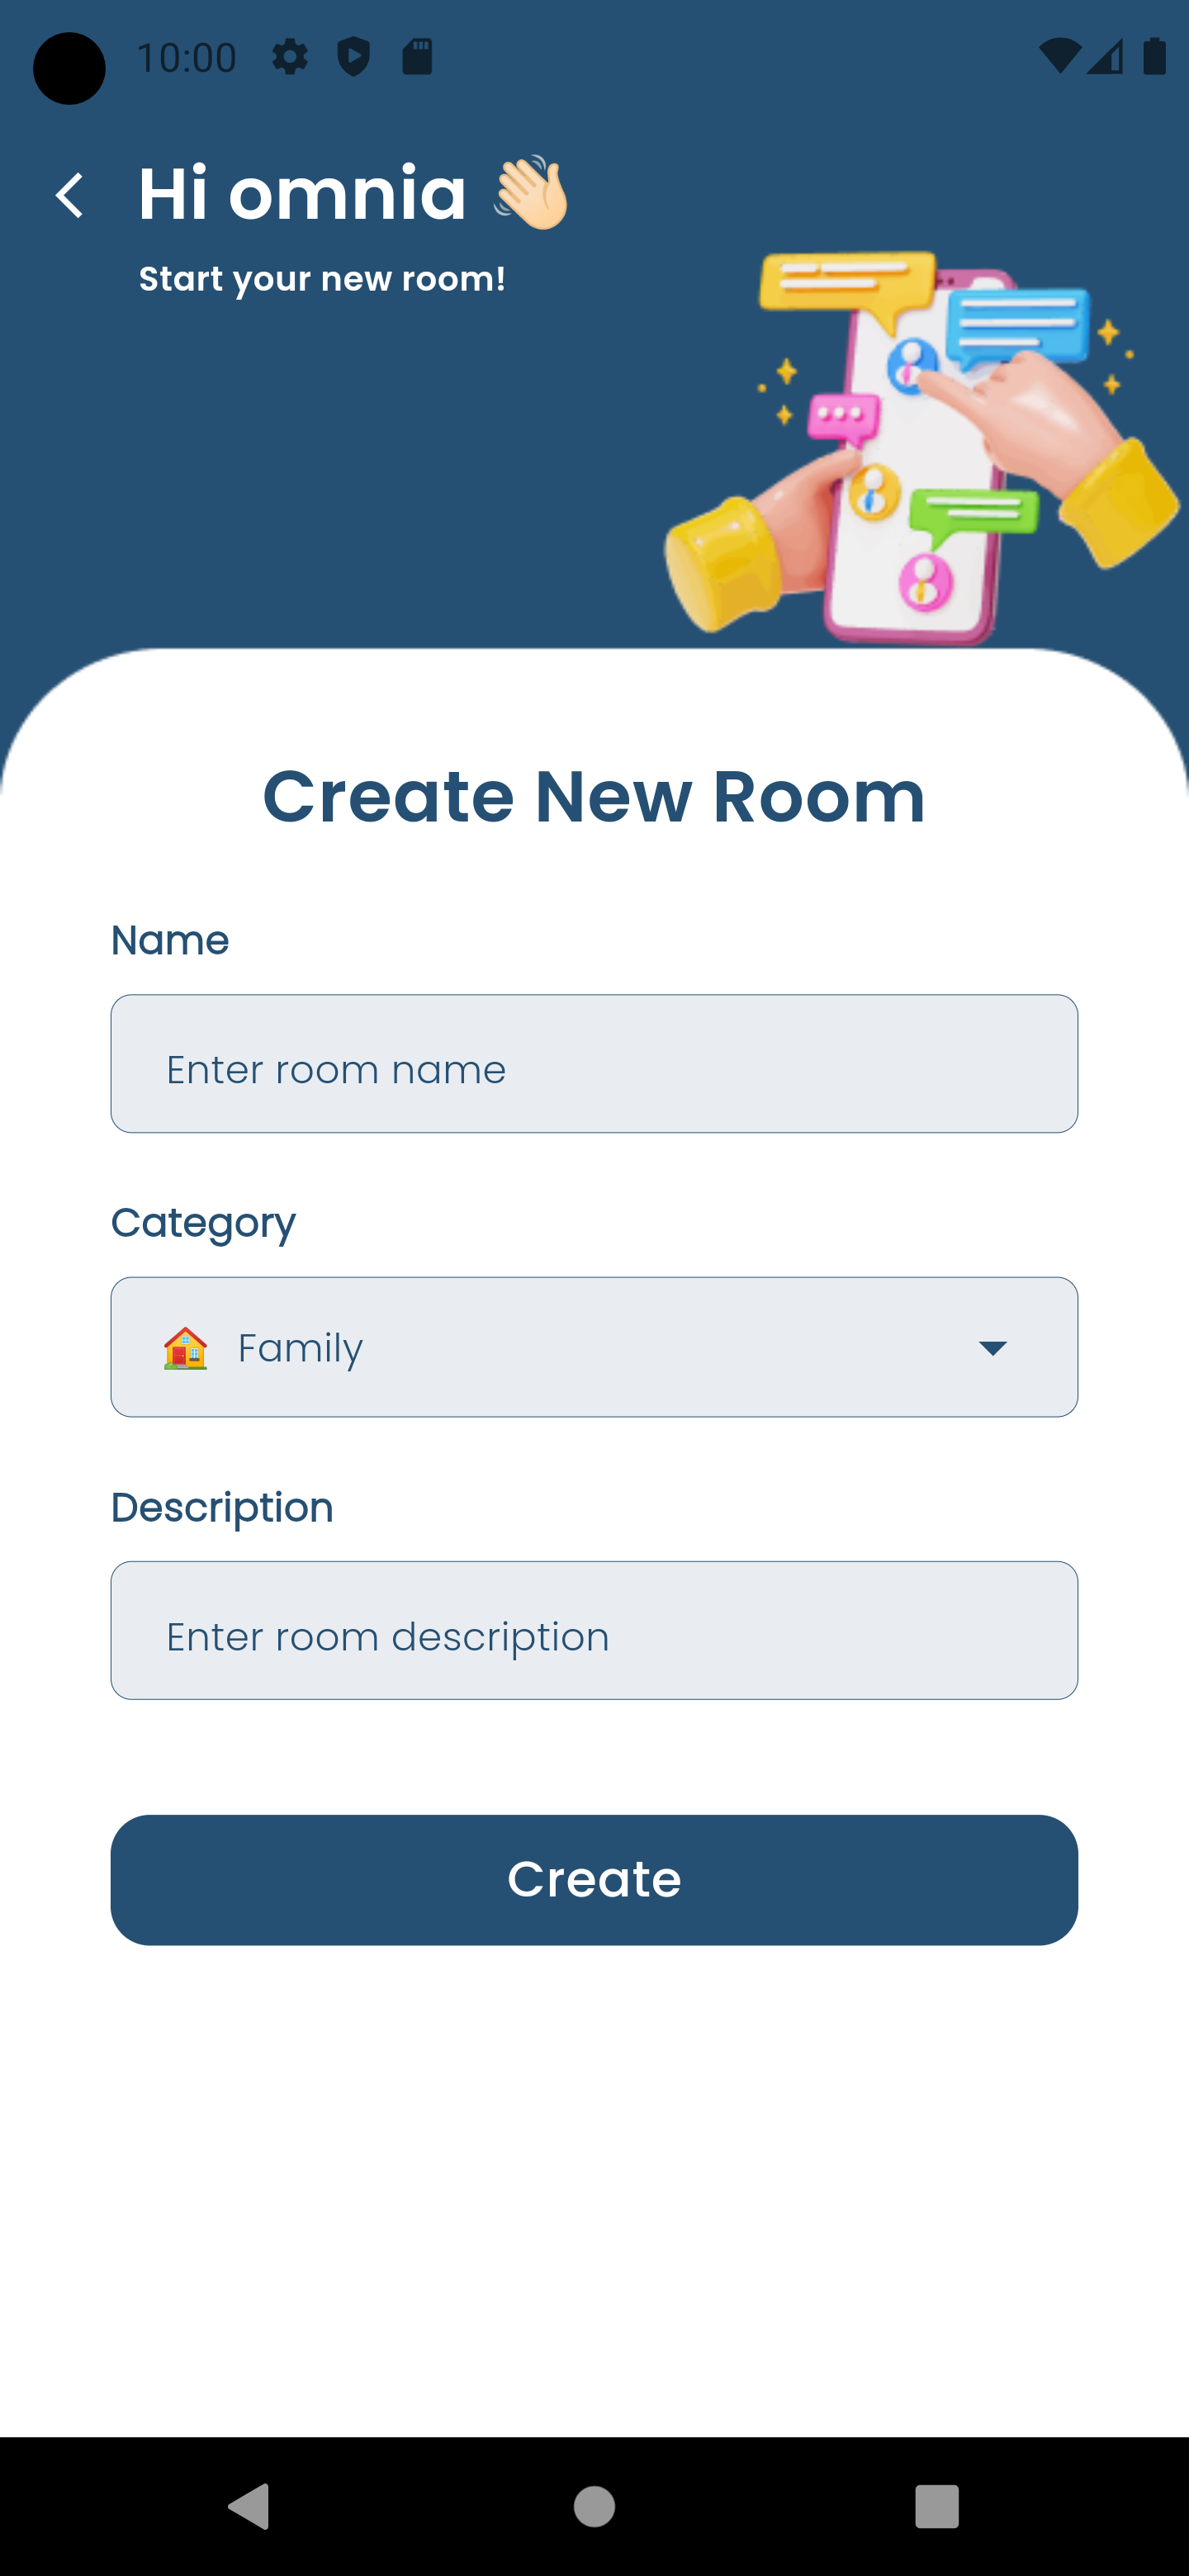 10:00
Hi omnia 👋🏻
Start your new room!
Create New Room
Name
Enter room name
Category
🏠 Family
Description
Enter room description
Create